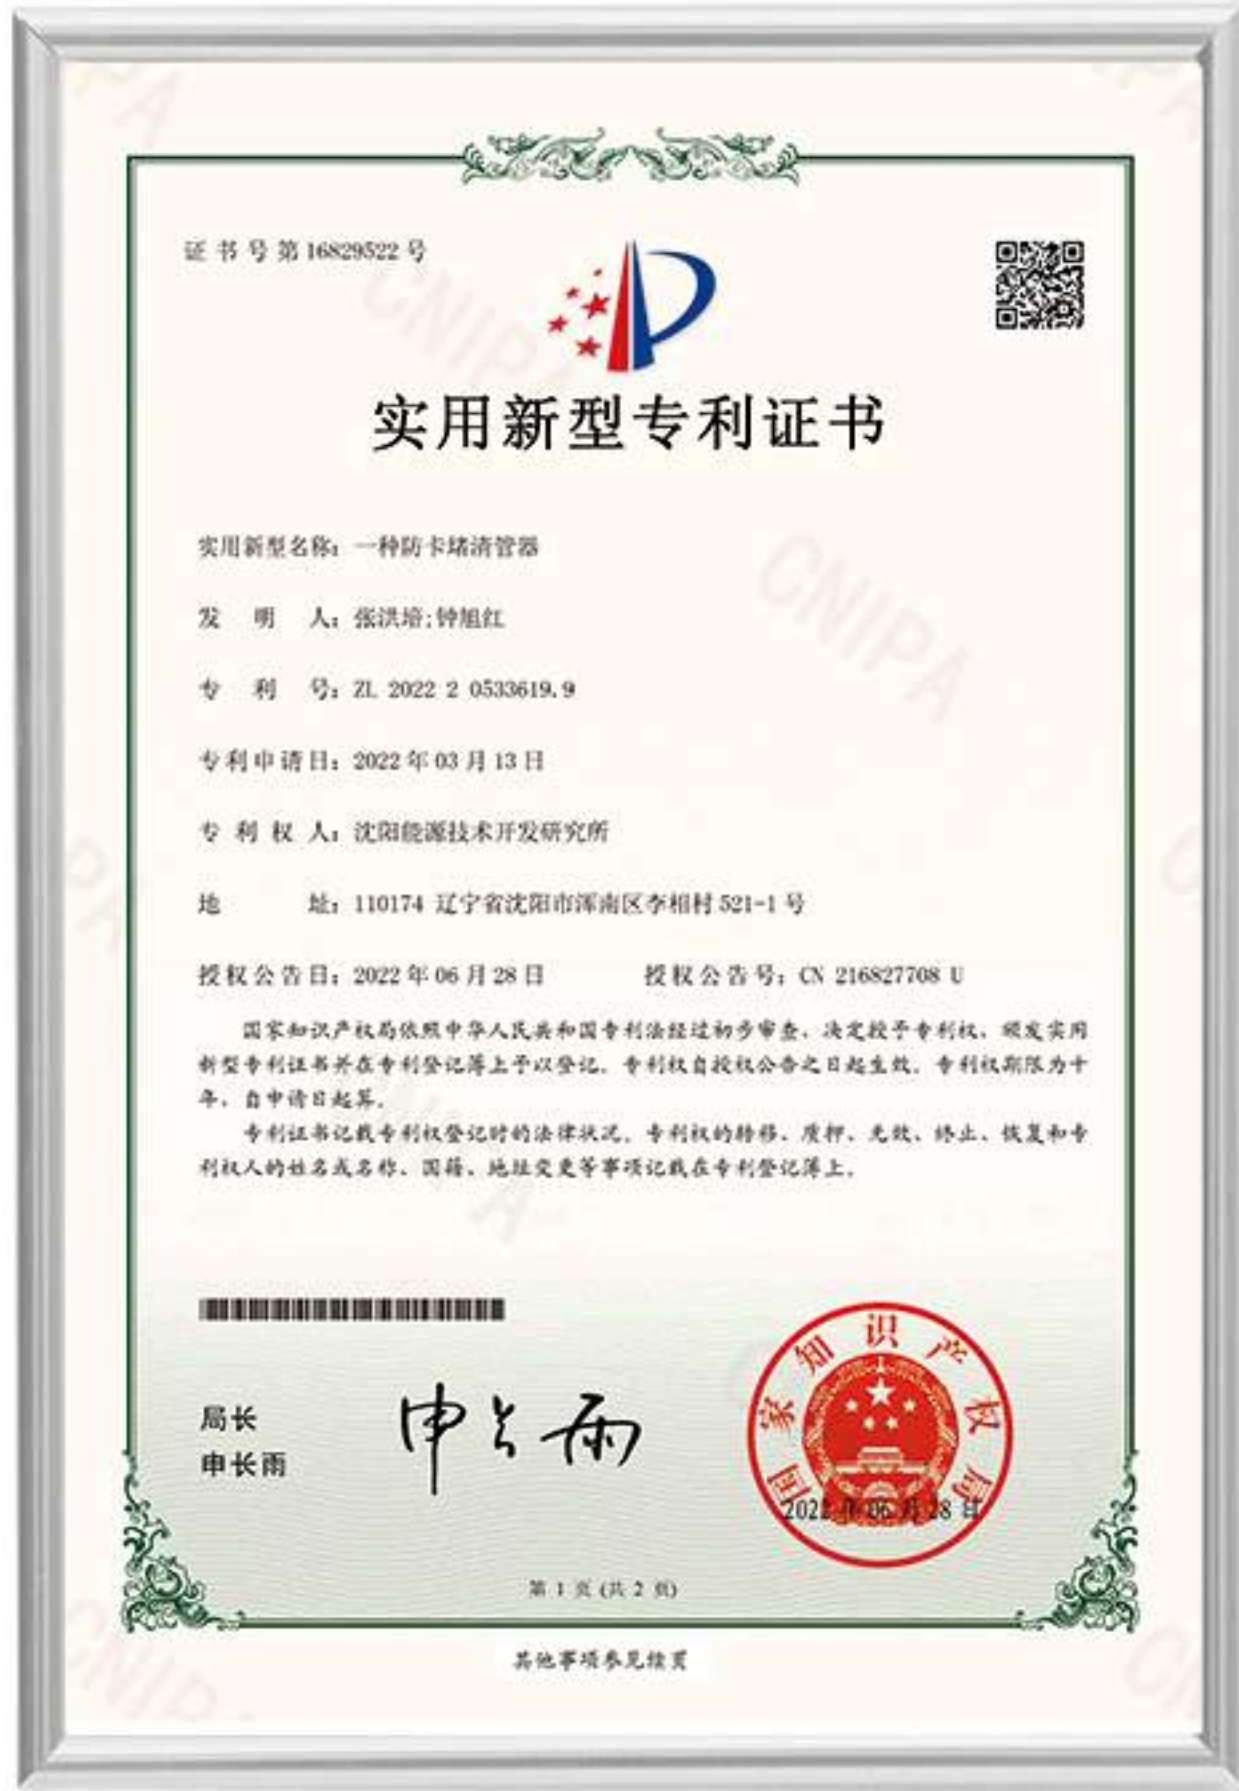 证书号第16829522号
实用新型专利证书
实用新型名称：一种防卡堵清管器
发明人：张洪培;钟旭红
专利号：ZL 2022 2 0533619.9
专利申请日：2022年03月13日
专利权人：沈阳能源技术开发研究所
地址：110174 辽宁省沈阳市浑南区李相村521-1号
授权公告日：2022年06月28日 授权公告号：CN 216827708 U
国家知识产权局依照中华人民共和国专利法经过初步审查，决定授予专利权，颁发实用
新型专利证书并在专利登记簿上予以登记。专利权自授权公告之日起生效。专利权期限为十
年，自申请日起算。
专利证书记载专利权登记时的法律状况。专利权的转移、质押、无效、终止、恢复和专
利权人的姓名或名称、国籍、地址变更等事项记载在专利登记簿上。
局长
申长雨
申长雨
国家知识产权局
2022年06月28日
第 1 页 (共 2 页)
其他事项参见续页
CNIPA
CNIPA
CNIPA
CNIPA